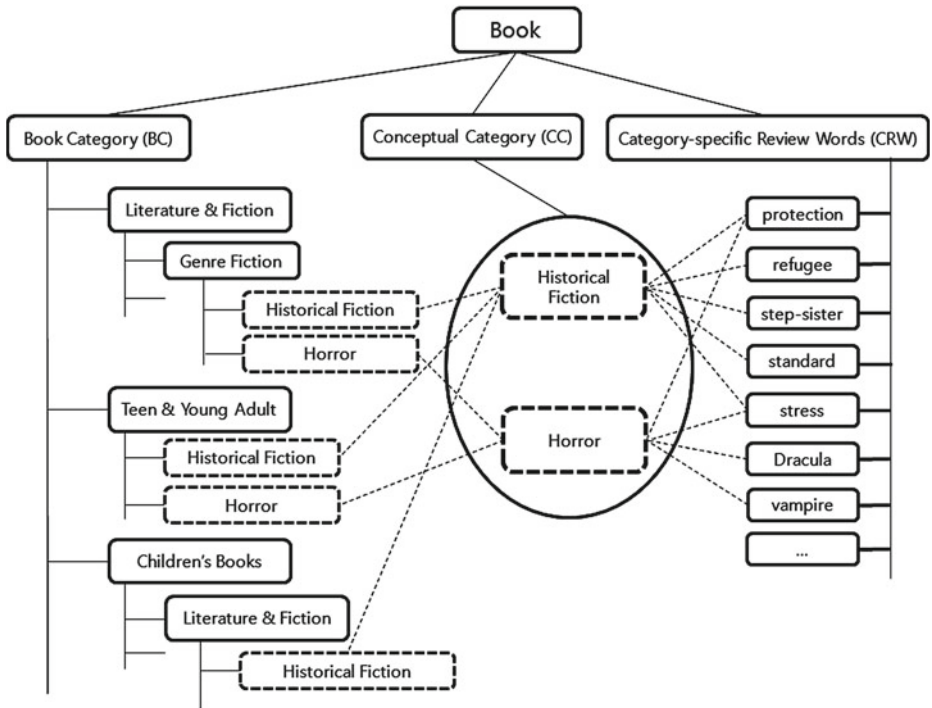 Book
Book Category (BC)
Conceptual Category (CC)
Category-specific Review Words (CRW)
Literature & Fiction
Genre Fiction
Historical Fiction
Horror
Teen & Young Adult
Historical Fiction
Horror
Children's Books
Literature & Fiction
Historical Fiction
Historical
Fiction
Horror
protection
refugee
step-sister
standard
stress
Dracula
vampire
...